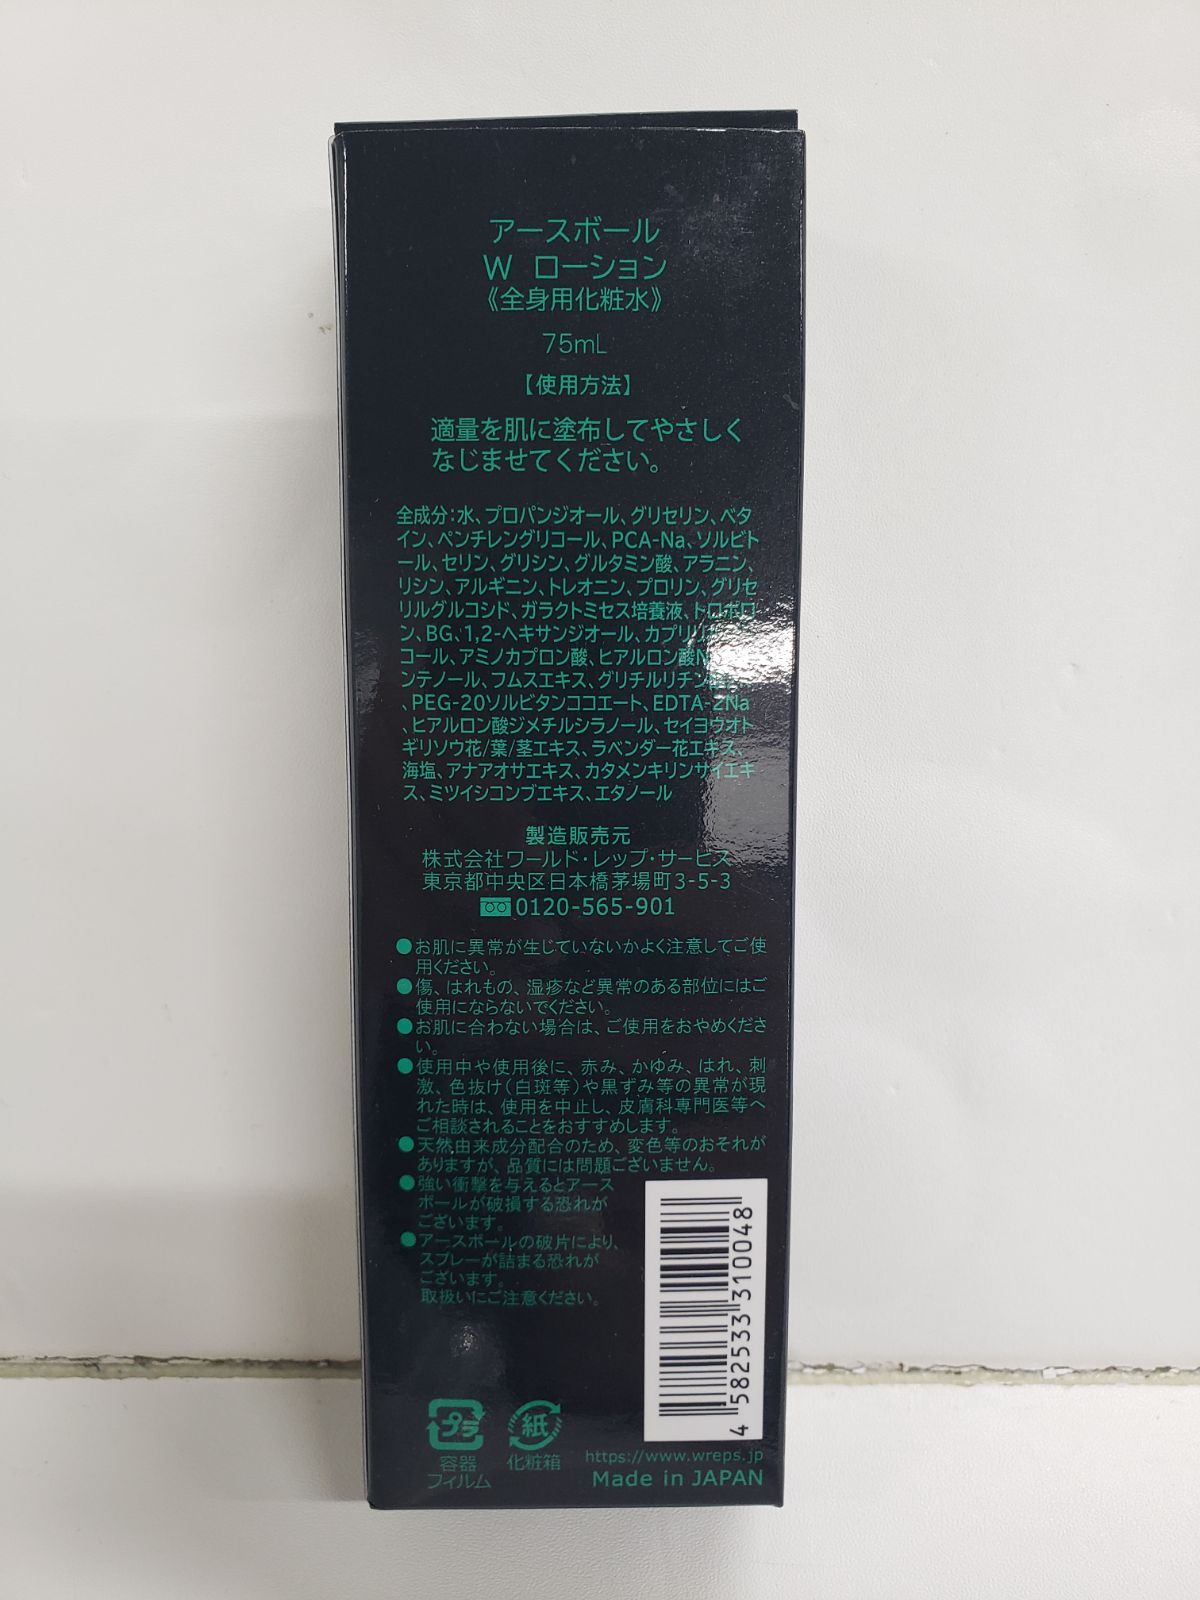 アースボール
W ローション
《全身用化粧水》
75mL
【使用方法】
適量を肌に塗布してやさしく
なじませてください。
全成分：水、プロパンジオール、グリセリン、ベタ
イン、ペンチレングリコール、PCA-Na、ソルビト
ール、セリン、グリシン、グルタミン酸、アラニン、
リシン、アルギニン、トレオニン、プロリン、グリセ
リルグルコシド、ガラクトミセス培養液、トロポロ
ン、BG、1,2-ヘキサンジオール、カプリリ
コール、アミノカプロン酸、ヒアルロン酸N
ンテノール、フムスエキス、グリチルリチン
、PEG-20ソルビタンココエート、EDTA-2Na
、ヒアルロン酸ジメチルシラノール、セイヨウオト
ギリソウ花/葉/茎エキス、ラベンダー花エキス、
海塩、アナアオサエキス、カタメンキリンサイエキ
ス、ミツイシコンブエキス、エタノール
製造販売元
株式会社ワールド・レップ・サービス
東京都中央区日本橋茅場町3-5-3
0120-565-901
●お肌に異常が生じていないかよく注意してご使
用ください。
●傷、はれもの、湿疹など異常のある部位にはご
使用にならないでください。
●お肌に合わない場合は、ご使用をおやめくださ
い。
●使用中や使用後に、赤み、かゆみ、はれ、刺
激、色抜け（白斑等）や黒ずみ等の異常が現
れた時は、使用を中止し、皮膚科専門医等へ
ご相談されることをおすすめします。
●天然由来成分配合のため、変色等のおそれが
ありますが、品質には問題ございません。
●強い衝撃を与えるとアース
ボールが破損する恐れが
ございます。
●アースボールの破片により、
スプレーが詰まる恐れが
ございます。
取扱いにご注意ください。
4 582533 310048
プラ
容器
フィルム
紙
化粧箱
https://www.wreps.jp
Made in JAPAN